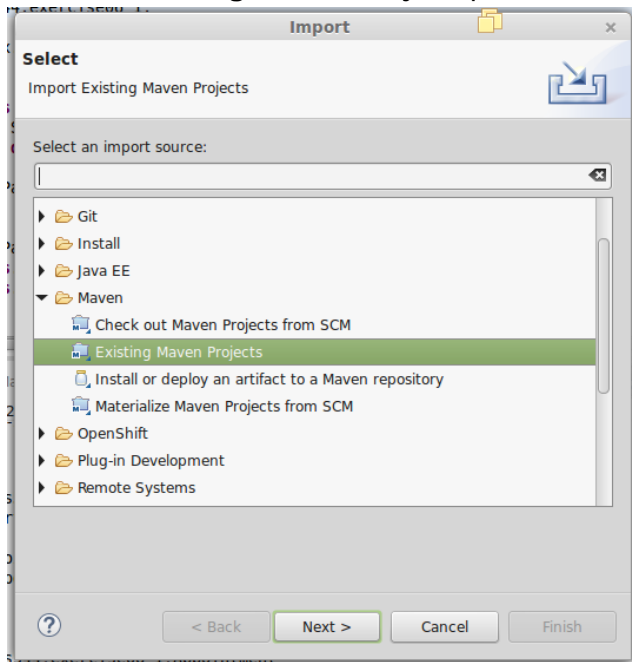 Import
Select
Import Existing Maven Projects
Select an import source:
Git
Install
Java EE
Maven
Check out Maven Projects from SCM
Existing Maven Projects
Install or deploy an artifact to a Maven repository
Materialize Maven Projects from SCM
OpenShift
Plug-in Development
Remote Systems
< Back Next > Cancel Finish